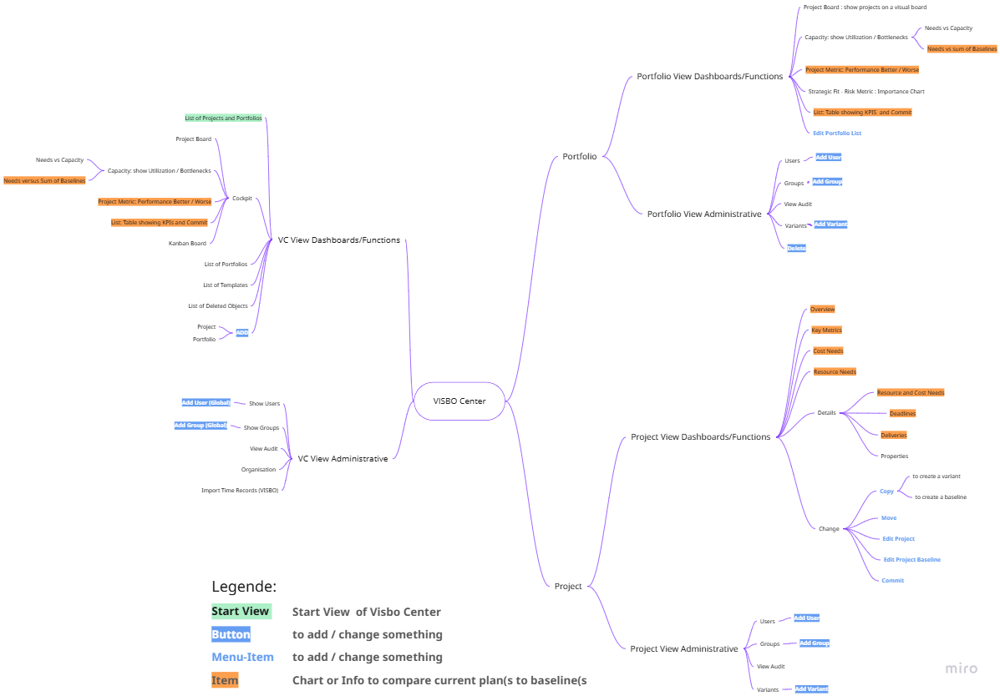 Project Board : show projects on a visual board
Capacity: show Utilization / Bottlenecks
Needs vs Capacity
Needs vs sum of Baselines
Project Metric: Performance Better / Worse
Strategic Fit - Risk Metric : Importance Chart
List: Table showing KPIS  and Commit
Edit Portfolio List
Portfolio View Dashboards/Functions
Portfolio
Users
Add User
Groups
Add Group
View Audit
Variants
Add Variant
Delete
Portfolio View Administrative
List of Projects and Portfolios
Project Board
Needs vs Capacity
Needs versus Sum of Baselines
Capacity: show Utilization / Bottlenecks
Project Metric: Performance Better / Worse
List: Table showing KPIs and Commit
Kanban Board
Cockpit
VC View Dashboards/Functions
List of Portfolios
List of Templates
List of Deleted Objects
Project
Portfolio
ADD
VISBO Center
Add User (Global)
Show Users
Add Group (Global)
Show Groups
View Audit
Organisation
Import Time Records (VISBO)
VC View Administrative
Overview
Key Metrics
Cost Needs
Resource Needs
Details
Resource and Cost Needs
Deadlines
Deliveries
Properties
Project View Dashboards/Functions
Change
Copy
to create a variant
to create a baseline
Move
Edit Project
Edit Project Baseline
Commit
Project
Project View Administrative
Users
Add User
Groups
Add Group
View Audit
Variants
Add Variant
Legende:
Start View   Start View  of Visbo Center
Button   to add / change something
Menu-Item   to add / change something
Item   Chart or Info to compare current plan(s to baseline(s
miro